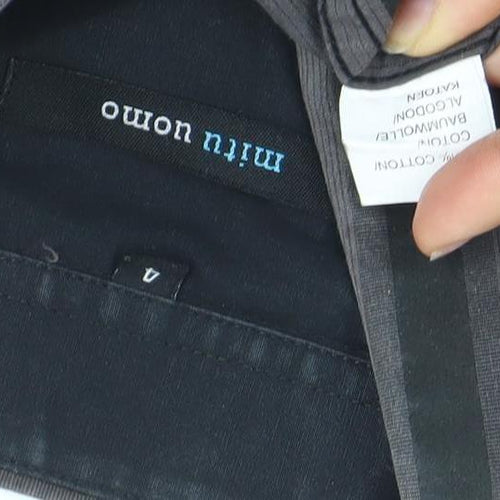 mitu uomo
4
% COTTON/
COTON/
BAUMWOLLE/
ALGODON/
KATOEN